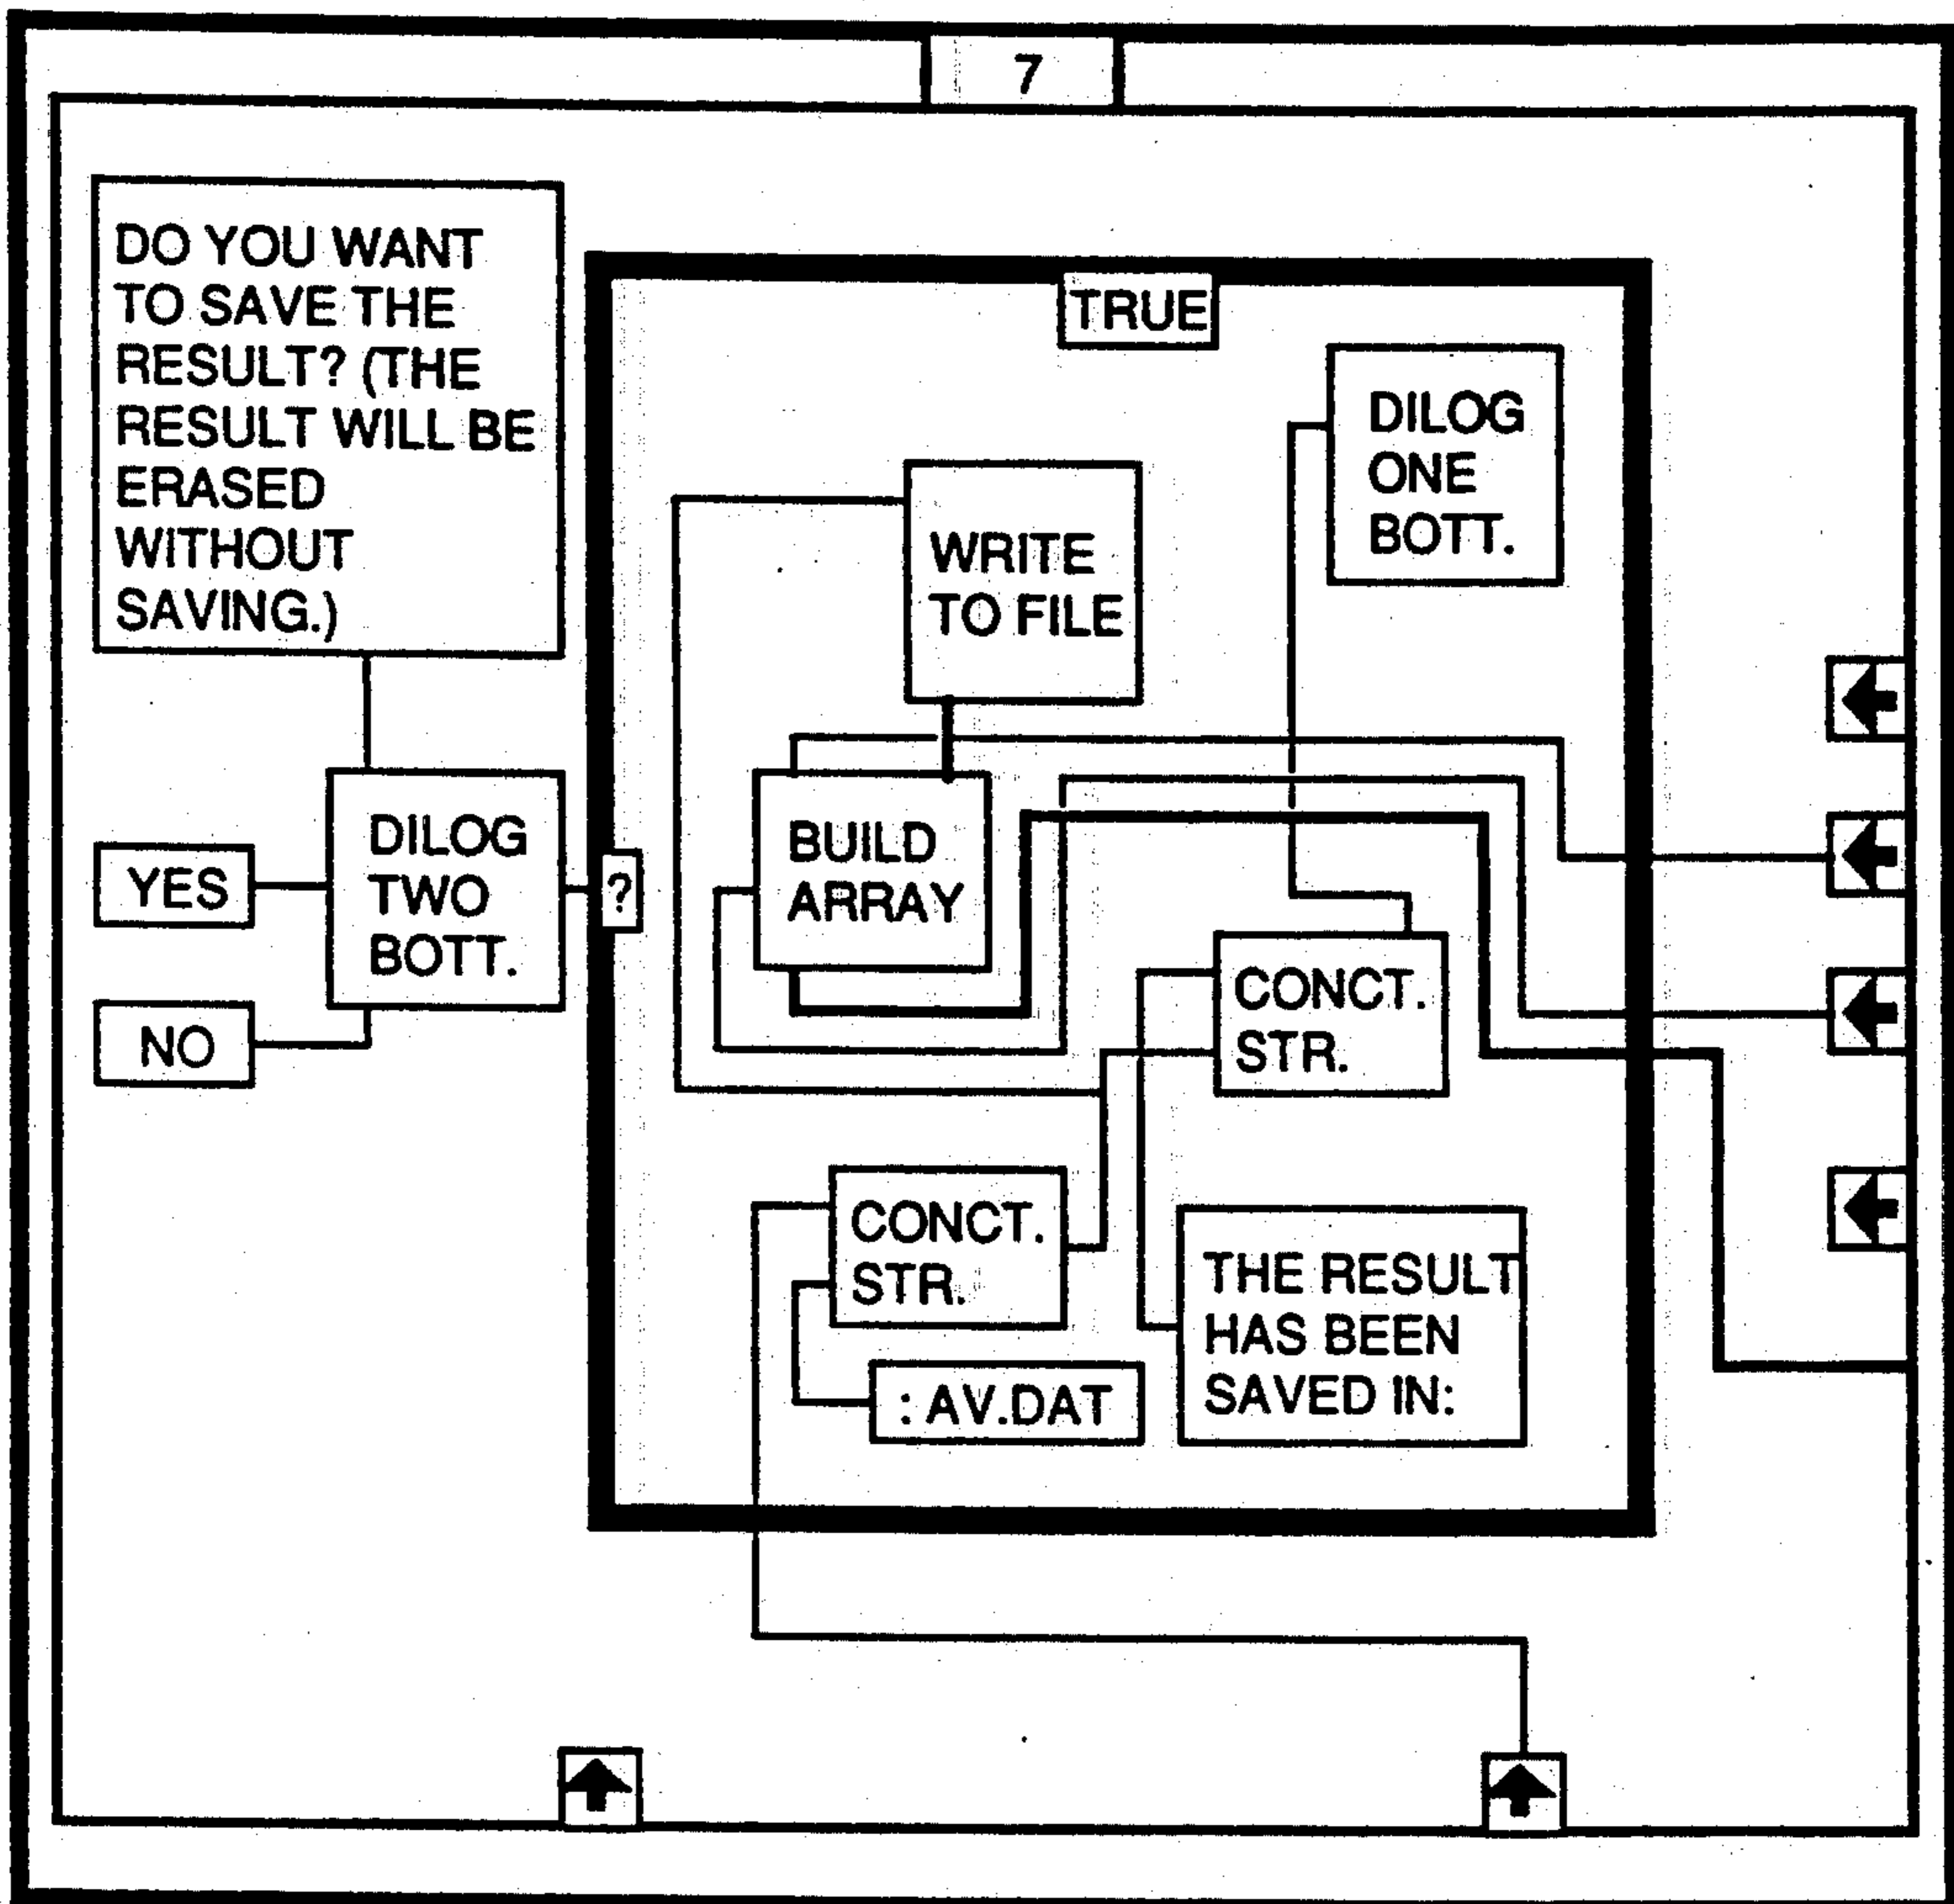 7
DO YOU WANT
TO SAVE THE
RESULT? (THE
RESULT WILL BE
ERASED
WITHOUT
SAVING.)
TRUE
DILOG
ONE
BOTT.
WRITE
TO FILE
DILOG
TWO
BOTT.
YES
?
BUILD
ARRAY
NO
CONCT.
STR.
CONCT.
STR.
THE RESULT
HAS BEEN
SAVED IN:
: AV.DAT